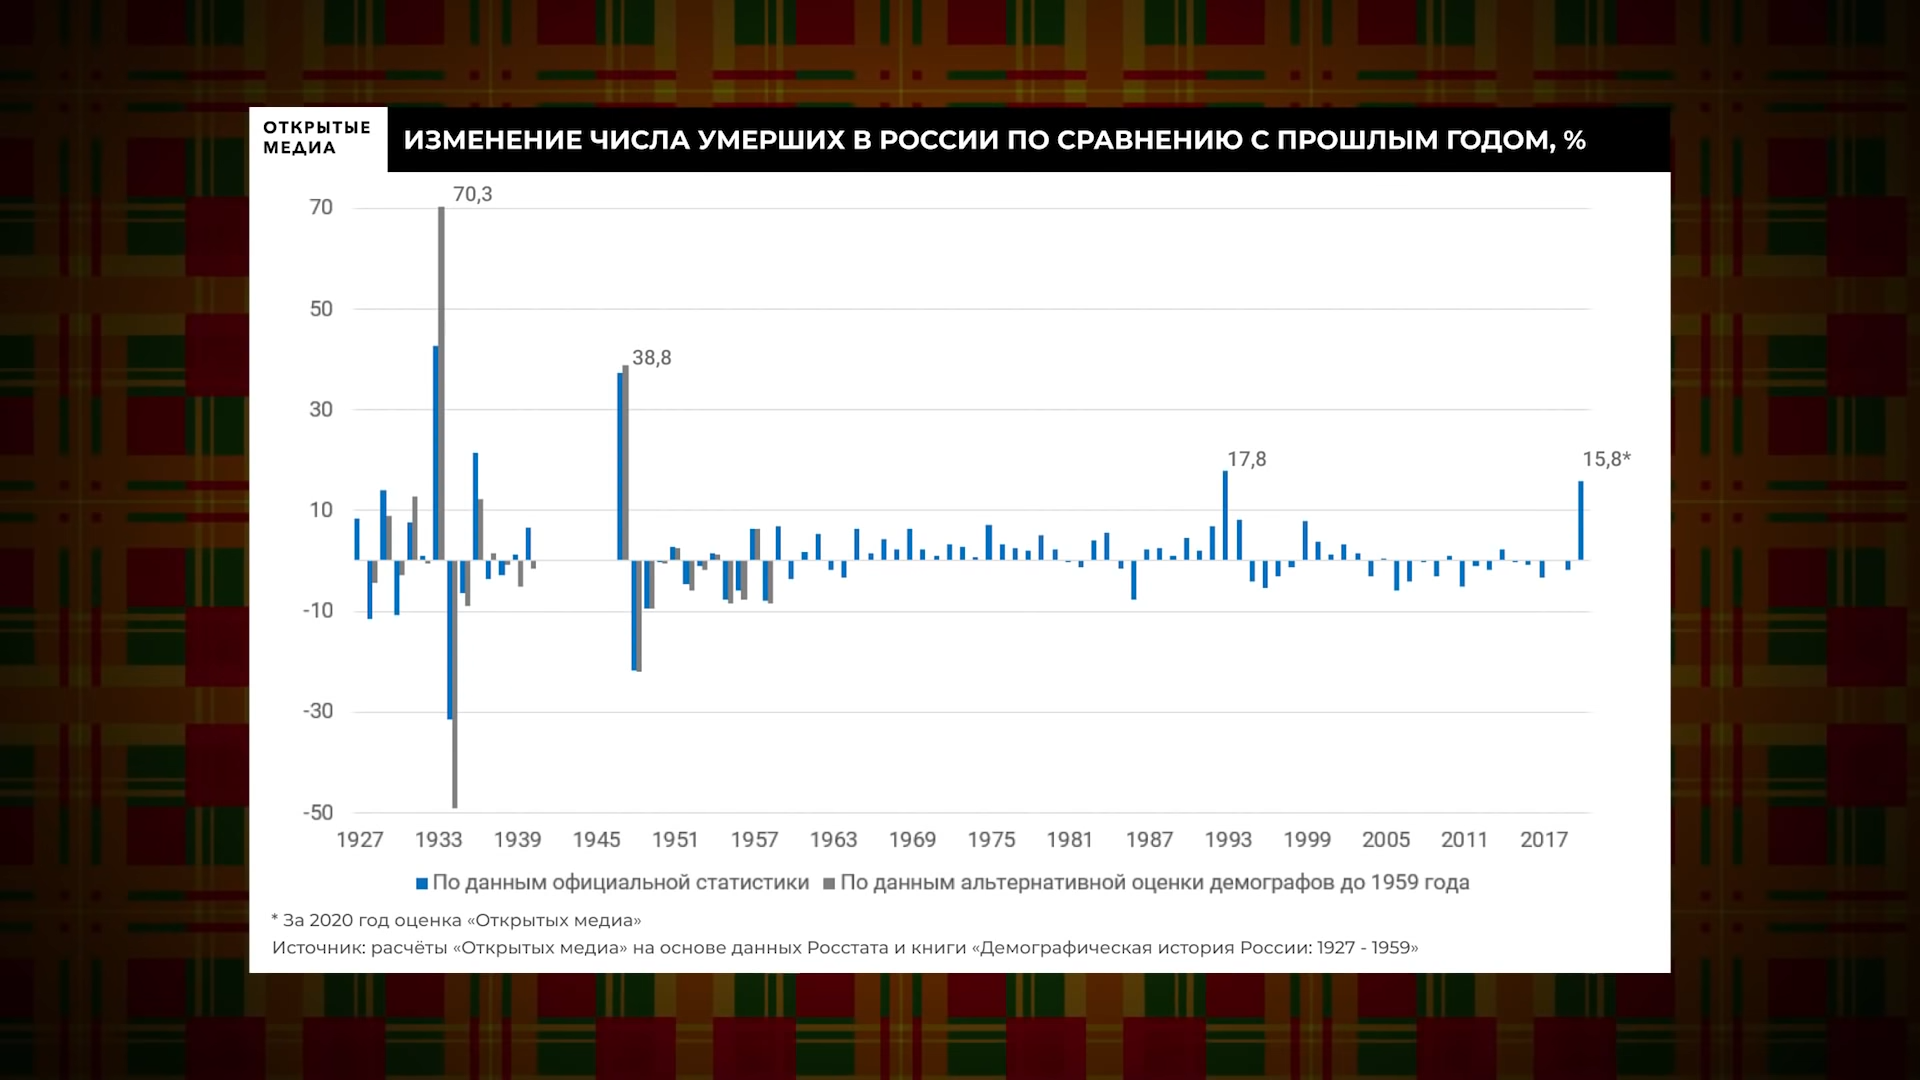 ОТКРЫТЫЕ
МЕДИА
ИЗМЕНЕНИЕ ЧИСЛА УМЕРШИХ В РОССИИ ПО СРАВНЕНИЮ С ПРОШЛЫМ ГОДОМ, %
70,3
70
50
38,8
30
17,8
15,8*
10
-10
-30
-50
1927 1933 1939 1945 1951 1957 1963 1969 1975 1981 1987 1993 1999 2005 2011 2017
По данным официальной статистики По данным альтернативной оценки демографов до 1959 года
* За 2020 год оценка «Открытых медиа»
Источник: расчёты «Открытых медиа» на основе данных Росстата и книги «Демографическая история России: 1927 - 1959»